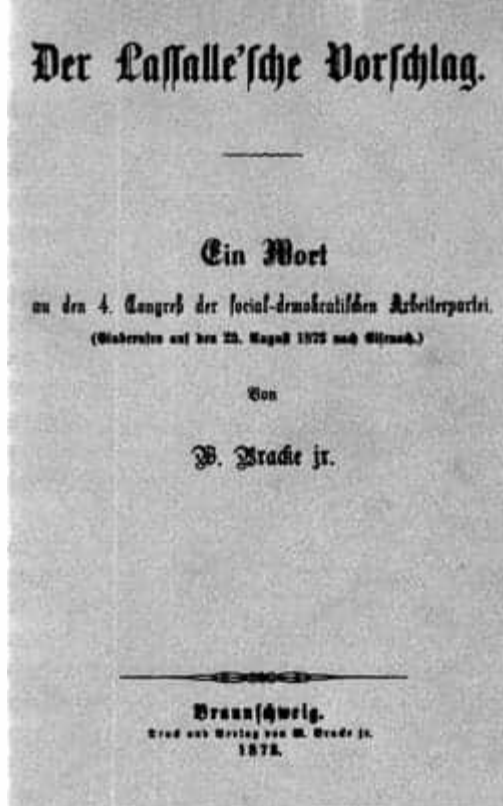 Der Lassalle'sche Vorschlag.
Ein Wort
an den 4. Congreß der social-demokratischen Arbeiterpartei.
(Einberufen auf den 23. August 1873 nach Eisenach.)
Von
W. Bracke jr.
Braunschweig.
Druck und Verlag von W. Bracke jr.
1873.